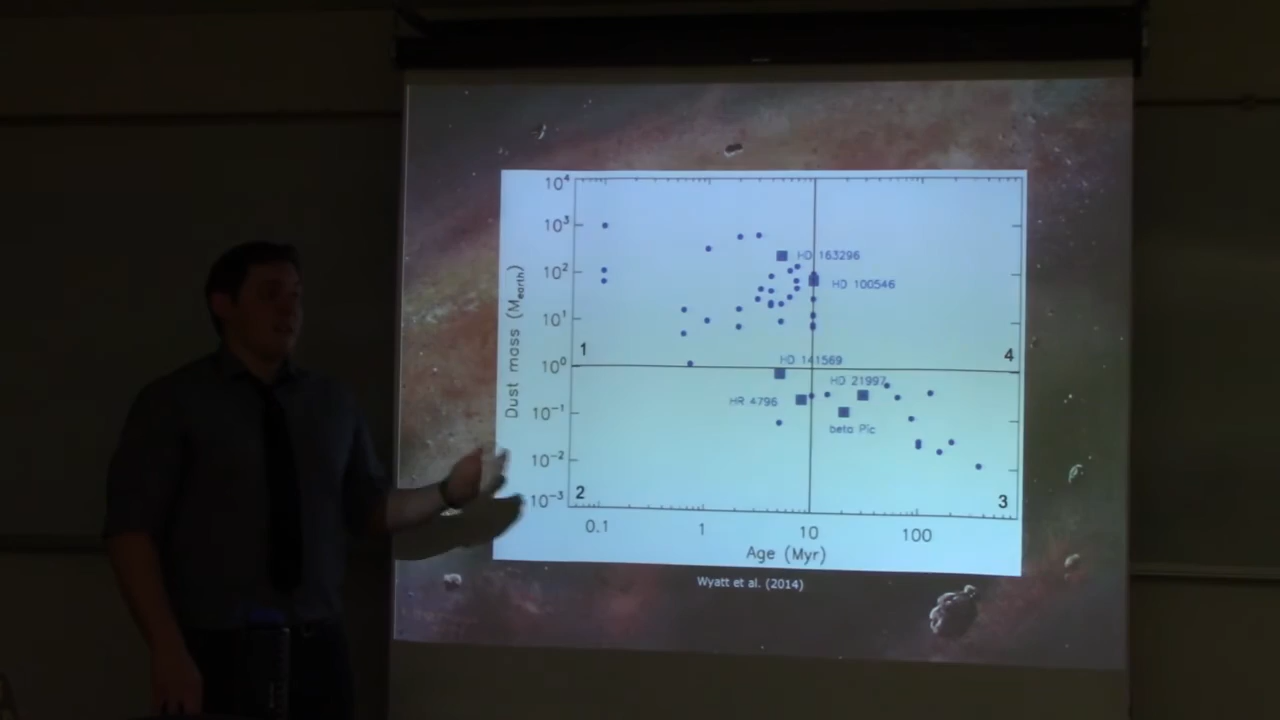 10⁴
10³
10²
10¹
10⁰
10⁻¹
10⁻²
10⁻³
Dust mass (Mearth)
HD 163296
HD 100546
1
4
HD 141569
HD 21997
HR 4796
beta Pic
2
3
0.1 1 10 100
Age (Myr)
Wyatt et al. (2014)